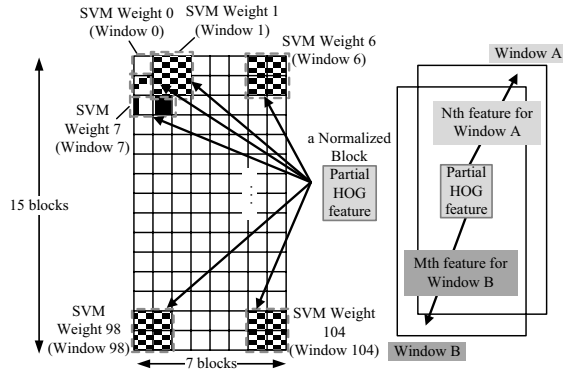 SVM Weight 0
(Window 0)
SVM Weight 1
(Window 1)
SVM Weight 6
(Window 6)
SVM
Weight 7
(Window 7)
15 blocks
a Normalized
Block
Partial
HOG
feature
SVM
Weight 98
(Window 98)
SVM Weight
104
(Window 104)
7 blocks
Window A
Nth feature for
Window A
Partial
HOG
feature
Mth feature for
Window B
Window B